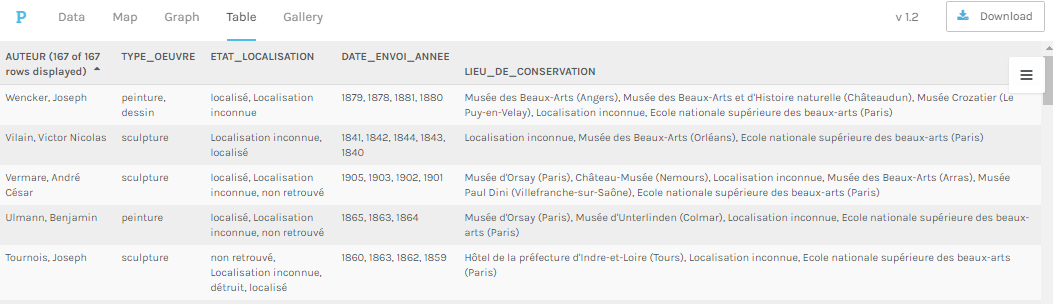 P Data Map Graph Table Gallery v 1.2 Download
AUTEUR (167 of 167 TYPE_OEUVRE ETAT_LOCALISATION DATE_ENVOI_ANNEE
rows displayed) LIEU_DE_CONSERVATION
Wencker, Joseph peinture, localisé, Localisation 1879, 1878, 1881, 1880 Musée des Beaux-Arts (Angers), Musée des Beaux-Arts et d'Histoire naturelle (Châteaudun), Musée Crozatier (Le
dessin inconnue Puy-en-Velay), Localisation inconnue, Ecole nationale supérieure des beaux-arts (Paris)
Vilain, Victor Nicolas sculpture Localisation inconnue, 1841, 1842, 1844, 1843, Localisation inconnue, Musée des Beaux-Arts (Orléans), Ecole nationale supérieure des beaux-arts (Paris)
localisé 1840
Vermare, André sculpture localisé, Localisation 1905, 1903, 1902, 1901 Musée d'Orsay (Paris), Château-Musée (Nemours), Localisation inconnue, Musée des Beaux-Arts (Arras), Musée
César inconnue, non retrouvé Paul Dini (Villefranche-sur-Saône), Ecole nationale supérieure des beaux-arts (Paris)
Ulmann, Benjamin peinture localisé, Localisation 1865, 1863, 1864 Musée d'Orsay (Paris), Musée d'Unterlinden (Colmar), Localisation inconnue, Ecole nationale supérieure des beaux-
inconnue, non retrouvé arts (Paris)
Tournois, Joseph sculpture non retrouvé, 1860, 1863, 1862, 1859 Hôtel de la préfecture d'Indre-et-Loire (Tours), Localisation inconnue, Ecole nationale supérieure des beaux-arts
Localisation inconnue, (Paris)
détruit, localisé